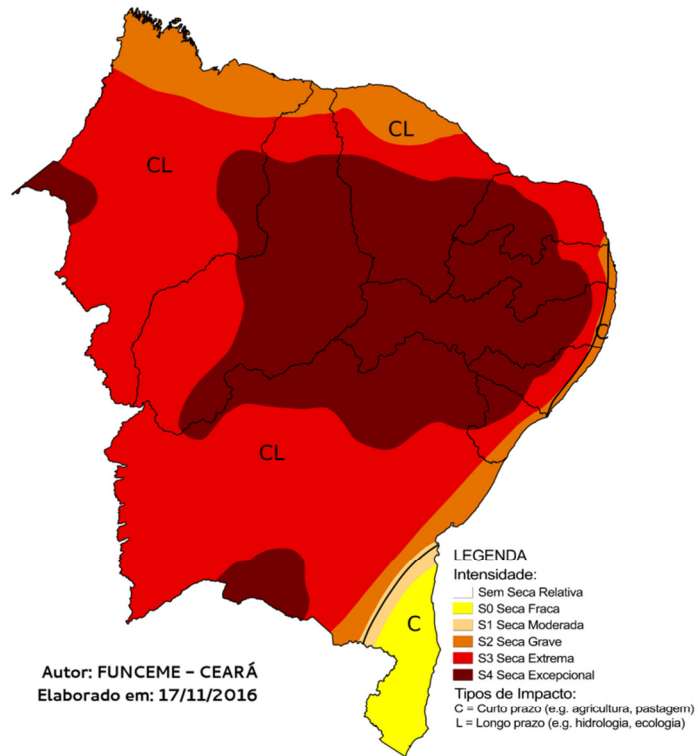 CL
CL
C
CL
C
LEGENDA
Intensidade:
Sem Seca Relativa
S0 Seca Fraca
S1 Seca Moderada
S2 Seca Grave
S3 Seca Extrema
S4 Seca Excepcional
Tipos de Impacto:
C = Curto prazo (e.g. agricultura, pastagem)
L = Longo prazo (e.g. hidrologia, ecologia)
Autor: FUNCEME – CEARÁ
Elaborado em: 17/11/2016